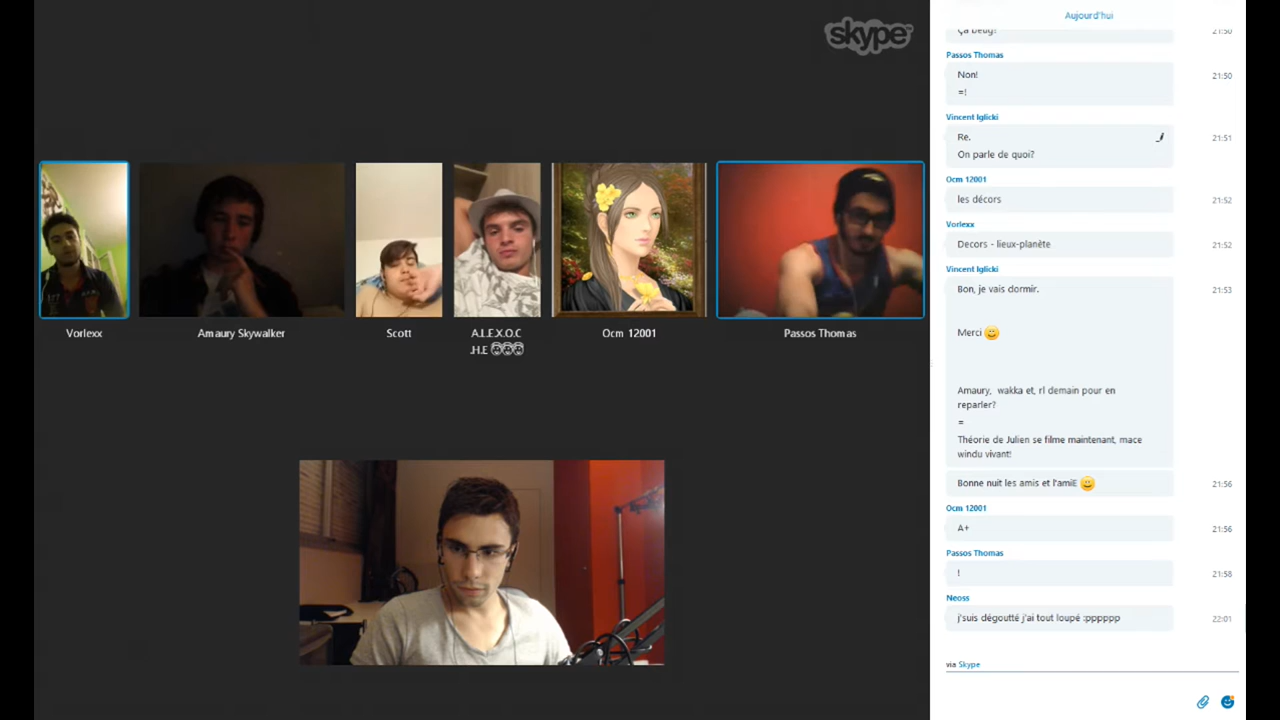 skype™
Vorlexx
Amaury Skywalker
Scott
A.L.E.X.O.C
.H.E 😇😇😇
Ocm 12001
Passos Thomas
Aujourd'hui
Ça beug!
21:50
Passos Thomas
Non!
21:50
=!
Vincent Iglicki
Re.
21:51
On parle de quoi?
Ocm 12001
les décors
21:52
Vorlexx
Decors - lieux-planète
21:52
Vincent Iglicki
Bon, je vais dormir.
21:53
Merci 😊
Amaury, wakka et, rl demain pour en
reparler?
=
Théorie de Julien se filme maintenant, mace
windu vivant!
Bonne nuit les amis et l'amiE 😊
21:56
Ocm 12001
A+
21:56
Passos Thomas
!
21:58
Neoss
j'suis dégoutté j'ai tout loupé :pppppp
22:01
via Skype